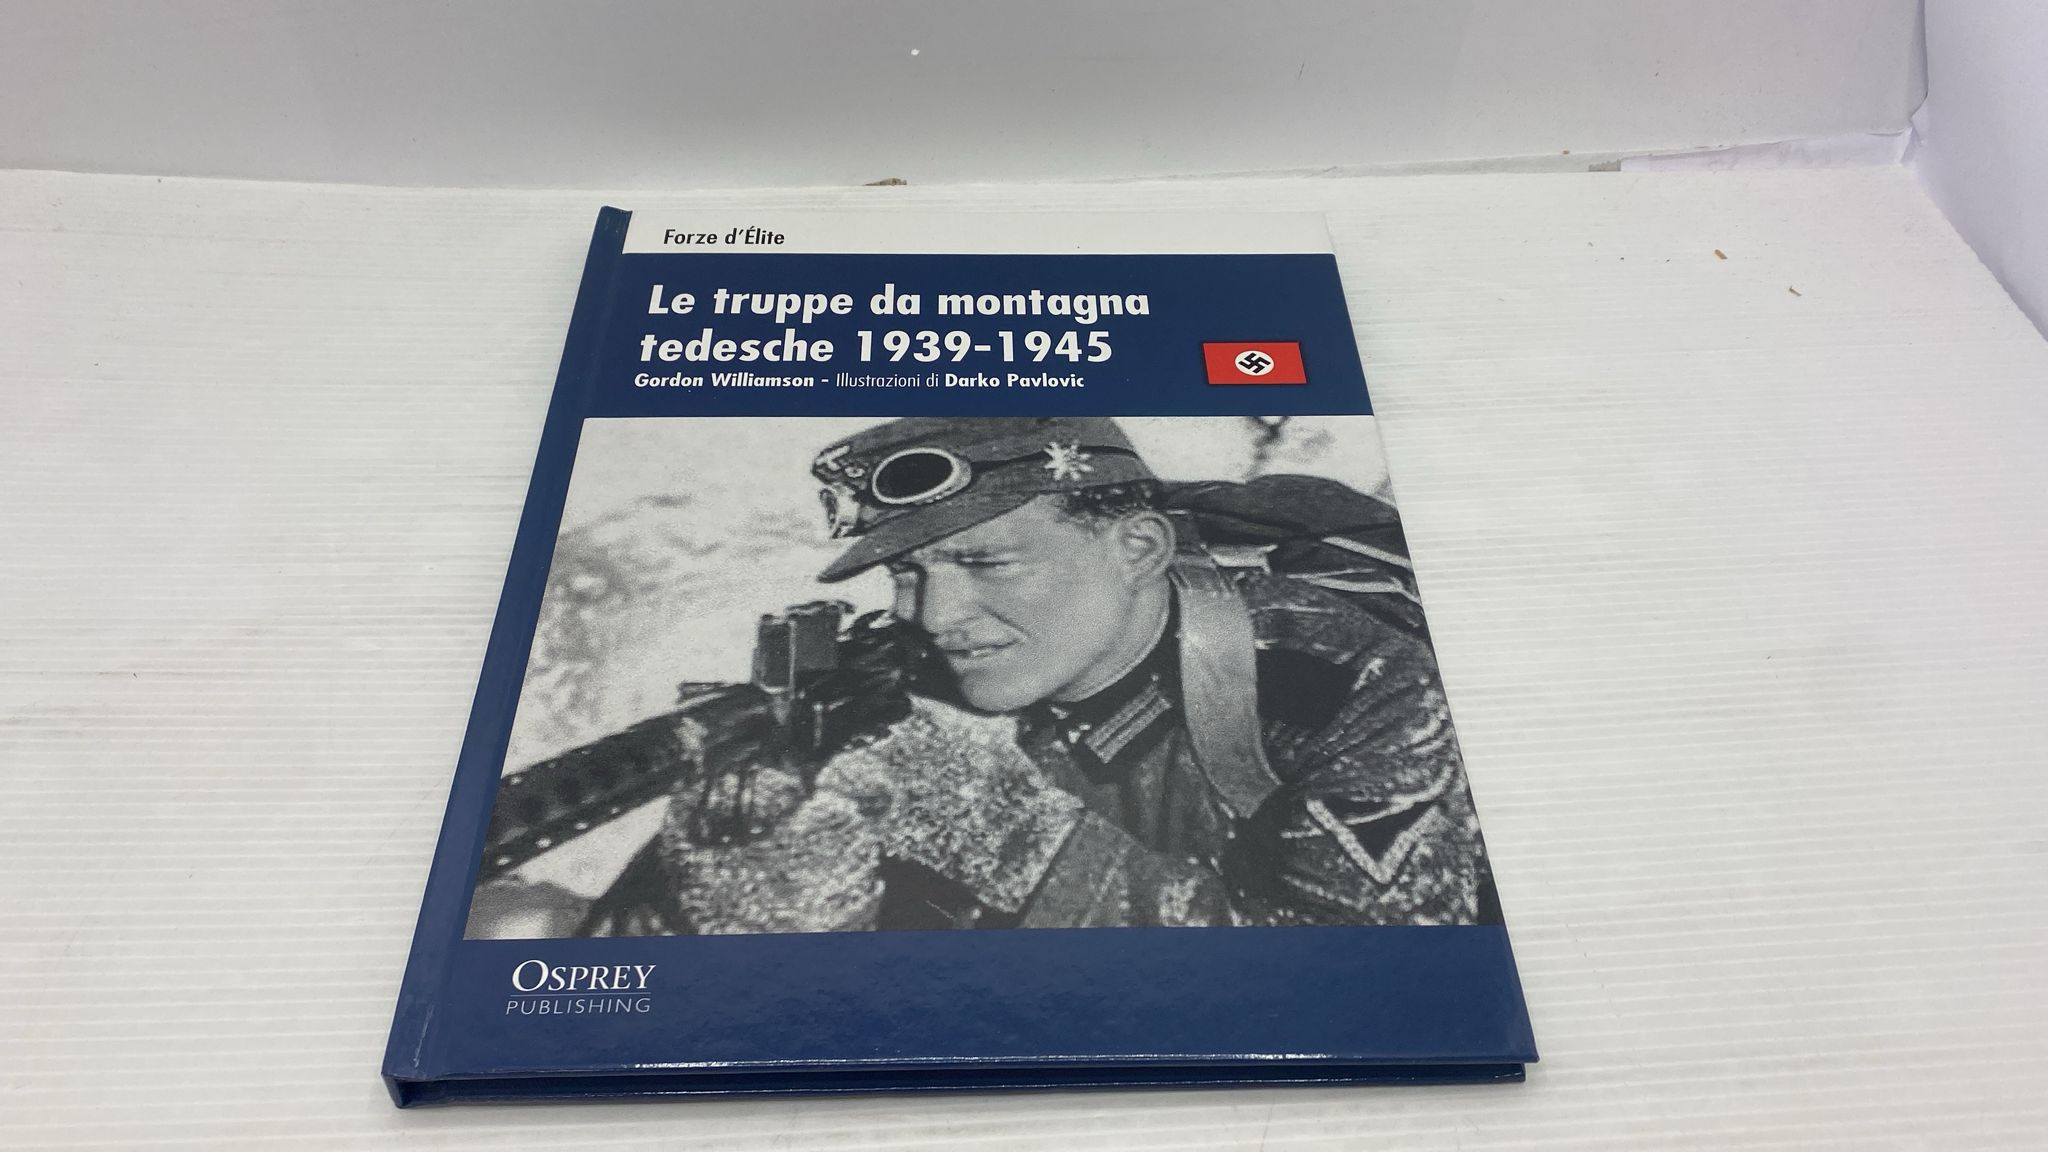 Forze d'Élite
Le truppe da montagna
tedesche 1939-1945
Gordon Williamson - Illustrazioni di Darko Pavlovic
OSPREY
PUBLISHING